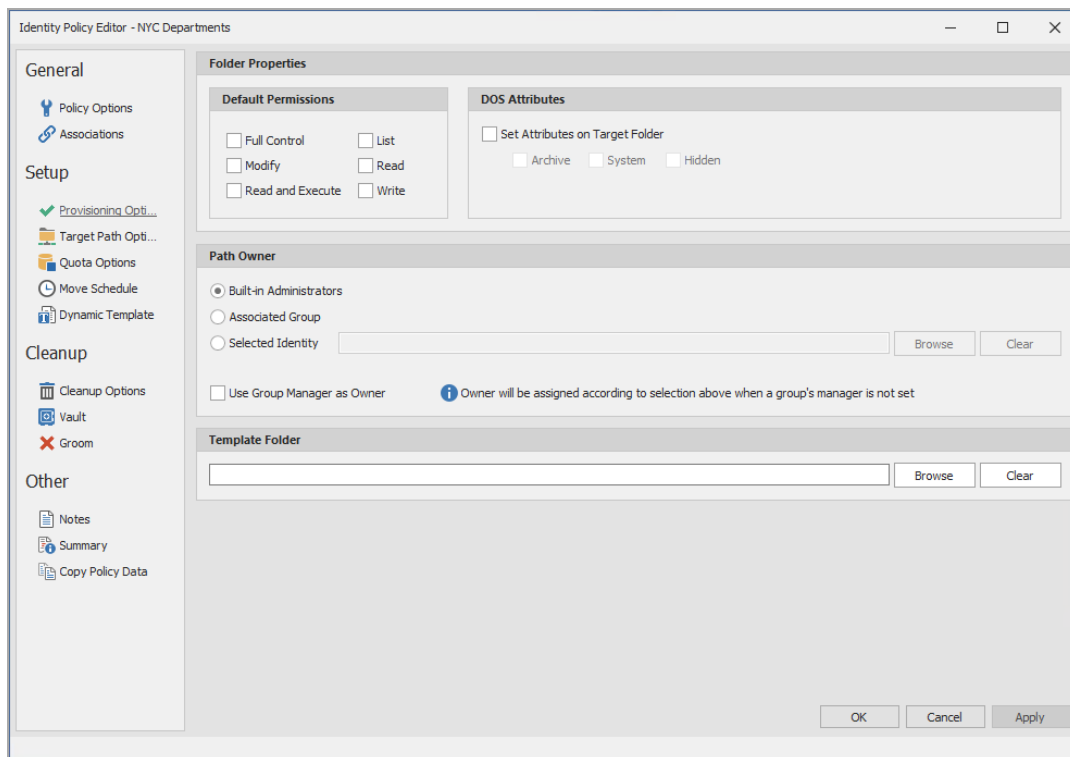 Identity Policy Editor - NYC Departments
General
Policy Options
Associations
Setup
Provisioning Opti...
Target Path Opti...
Quota Options
Move Schedule
Dynamic Template
Cleanup
Cleanup Options
Vault
Groom
Other
Notes
Summary
Copy Policy Data
Folder Properties
Default Permissions
Full Control List
Modify Read
Read and Execute Write
DOS Attributes
Set Attributes on Target Folder
Archive System Hidden
Path Owner
Built-in Administrators
Associated Group
Selected Identity Browse Clear
Use Group Manager as Owner Owner will be assigned according to selection above when a group's manager is not set
Template Folder
Browse Clear
OK Cancel Apply